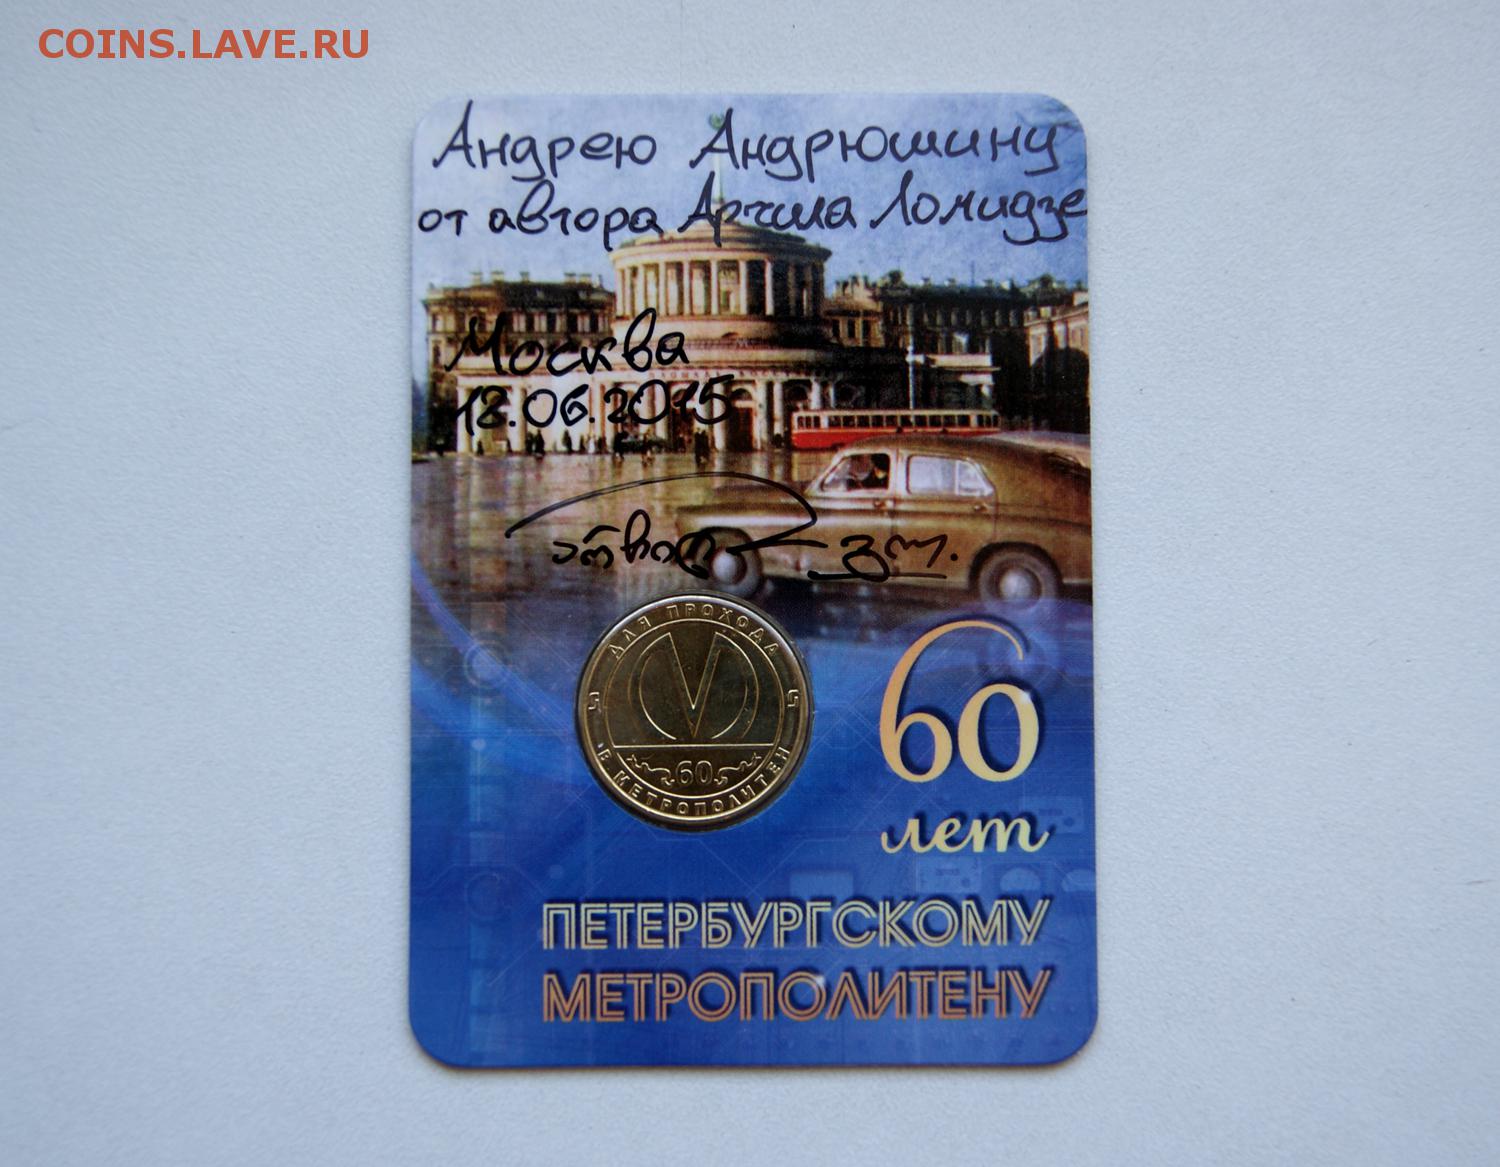 COINS.LAVE.RU
Андрею Андрюшину
от автора Арчила Ломидзе
Москва
12.06.2015
ДЛЯ ПРОХОДА
60
В МЕТРОПОЛИТЕН
60
лет
ПЕТЕРБУРГСКОМУ
МЕТРОПОЛИТЕНУ